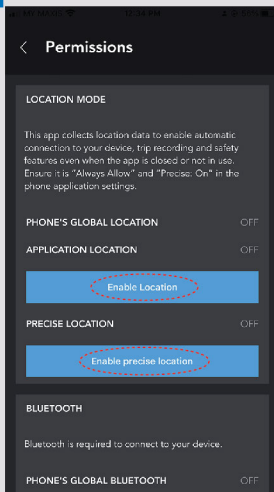 Permissions
LOCATION MODE
This app collects location data to enable automatic
connection to your device, trip recording and safety
features even when the app is closed or not in use.
Ensure it is "Always Allow" and "Precise: On" in the
phone application settings.
PHONE'S GLOBAL LOCATION OFF
APPLICATION LOCATION OFF
Enable Location
PRECISE LOCATION OFF
Enable precise location
BLUETOOTH
Bluetooth is required to connect to your device.
PHONE'S GLOBAL BLUETOOTH OFF